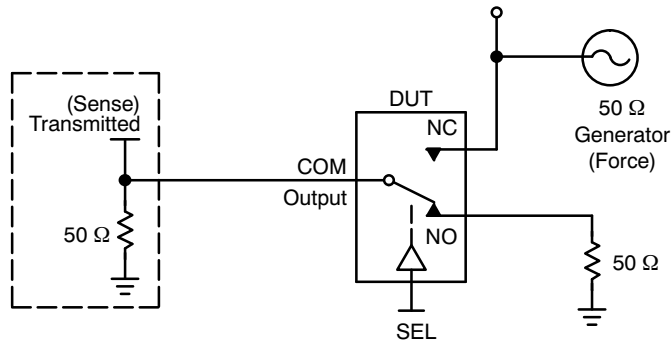 (Sense)
Transmitted
50 Ω
COM
Output
DUT
NC
NO
SEL
50 Ω
Generator
(Force)
50 Ω